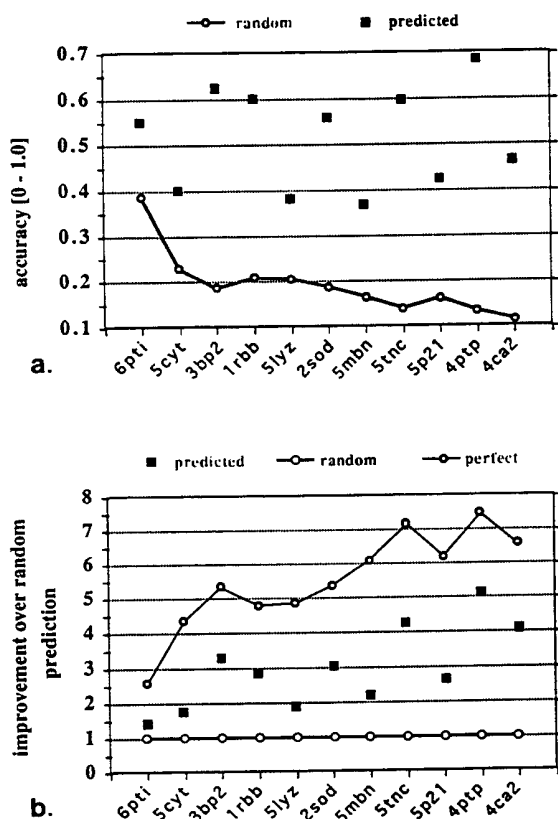 random predicted
0.7
0.6
0.5
0.4
0.3
0.2
0.1
accuracy [0 - 1.0]
6pti 5cyt 3bp2 1rbb 5lyz 2sod 5mbn 5tnc 5p21 4ptp 4ca2
a.
predicted random perfect
8
7
6
5
4
3
2
1
0
improvement over random
prediction
6pti 5cyt 3bp2 1rbb 5lyz 2sod 5mbn 5tnc 5p21 4ptp 4ca2
b.